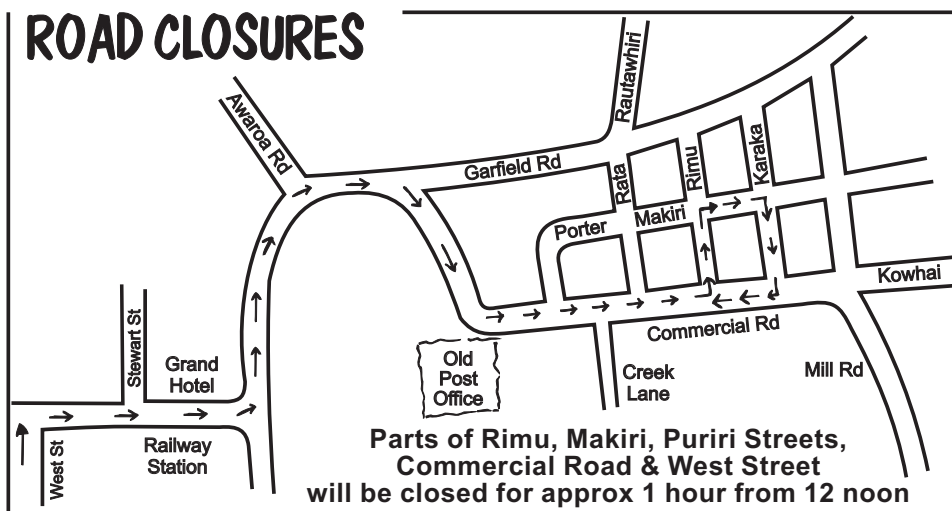 ROAD CLOSURES
Awaroa Rd
Rautawhiri
Garfield Rd
Rata
Rimu
Karaka
Porter
Makiri
Kowhai
Commercial Rd
Stewart St
Grand
Hotel
Old
Post
Office
Creek
Lane
Mill Rd
West St
Railway
Station
Parts of Rimu, Makiri, Puriri Streets,
Commercial Road & West Street
will be closed for approx 1 hour from 12 noon